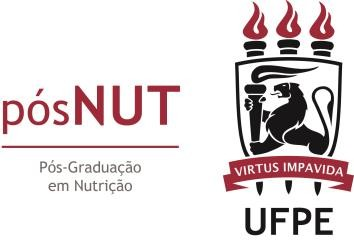 pósNUT
Pós-Graduação
em Nutrição
VIRTUS IMPAVIDA
UFPE